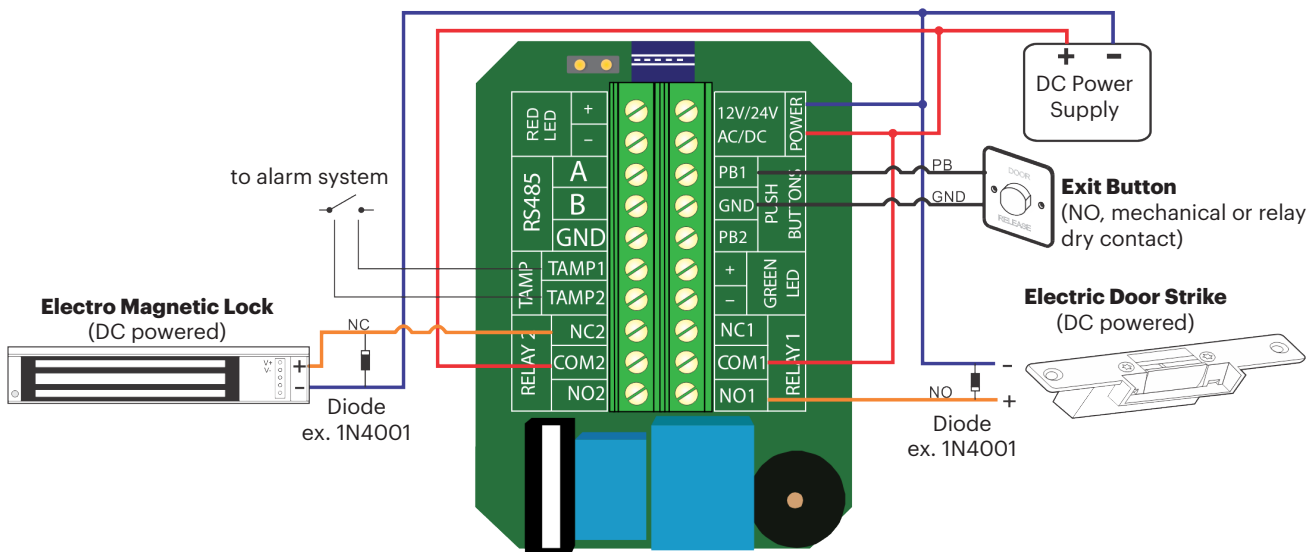 + −
DC Power
Supply
RED
LED
+
−
12V/24V
AC/DC
POWER
RS485
A
B
GND
PB1
GND
PB2
PUSH
BUTTONS
PB
GND
DOOR
RELEASE
Exit Button
(NO, mechanical or relay
dry contact)
to alarm system
TAMP
TAMP1
TAMP2
+
−
GREEN
LED
Electro Magnetic Lock
(DC powered)
NC
V+
V-
+
−
Diode
ex. 1N4001
RELAY 2
NC2
COM2
NO2
NC1
COM1
NO1
RELAY 1
Electric Door Strike
(DC powered)
-
NO
+
Diode
ex. 1N4001